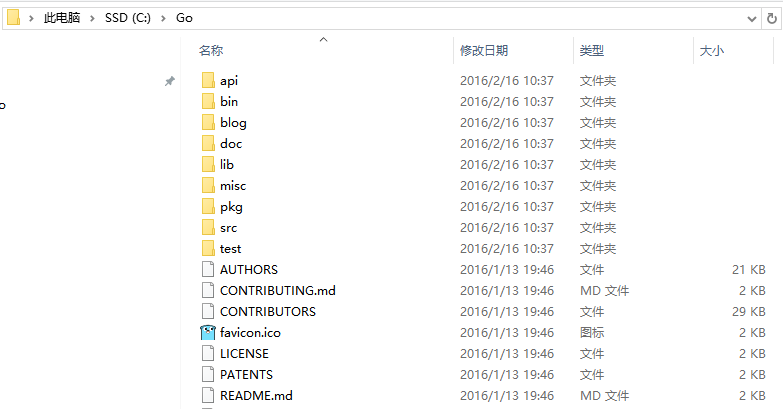 此电脑 SSD (C:) Go
名称 修改日期 类型 大小
api 2016/2/16 10:37 文件夹
bin 2016/2/16 10:37 文件夹
blog 2016/2/16 10:37 文件夹
doc 2016/2/16 10:37 文件夹
lib 2016/2/16 10:37 文件夹
misc 2016/2/16 10:37 文件夹
pkg 2016/2/16 10:37 文件夹
src 2016/2/16 10:37 文件夹
test 2016/2/16 10:37 文件夹
AUTHORS 2016/1/13 19:46 文件 21 KB
CONTRIBUTING.md 2016/1/13 19:46 MD 文件 2 KB
CONTRIBUTORS 2016/1/13 19:46 文件 29 KB
favicon.ico 2016/1/13 19:46 图标 2 KB
LICENSE 2016/1/13 19:46 文件 2 KB
PATENTS 2016/1/13 19:46 文件 2 KB
README.md 2016/1/13 19:46 MD 文件 2 KB